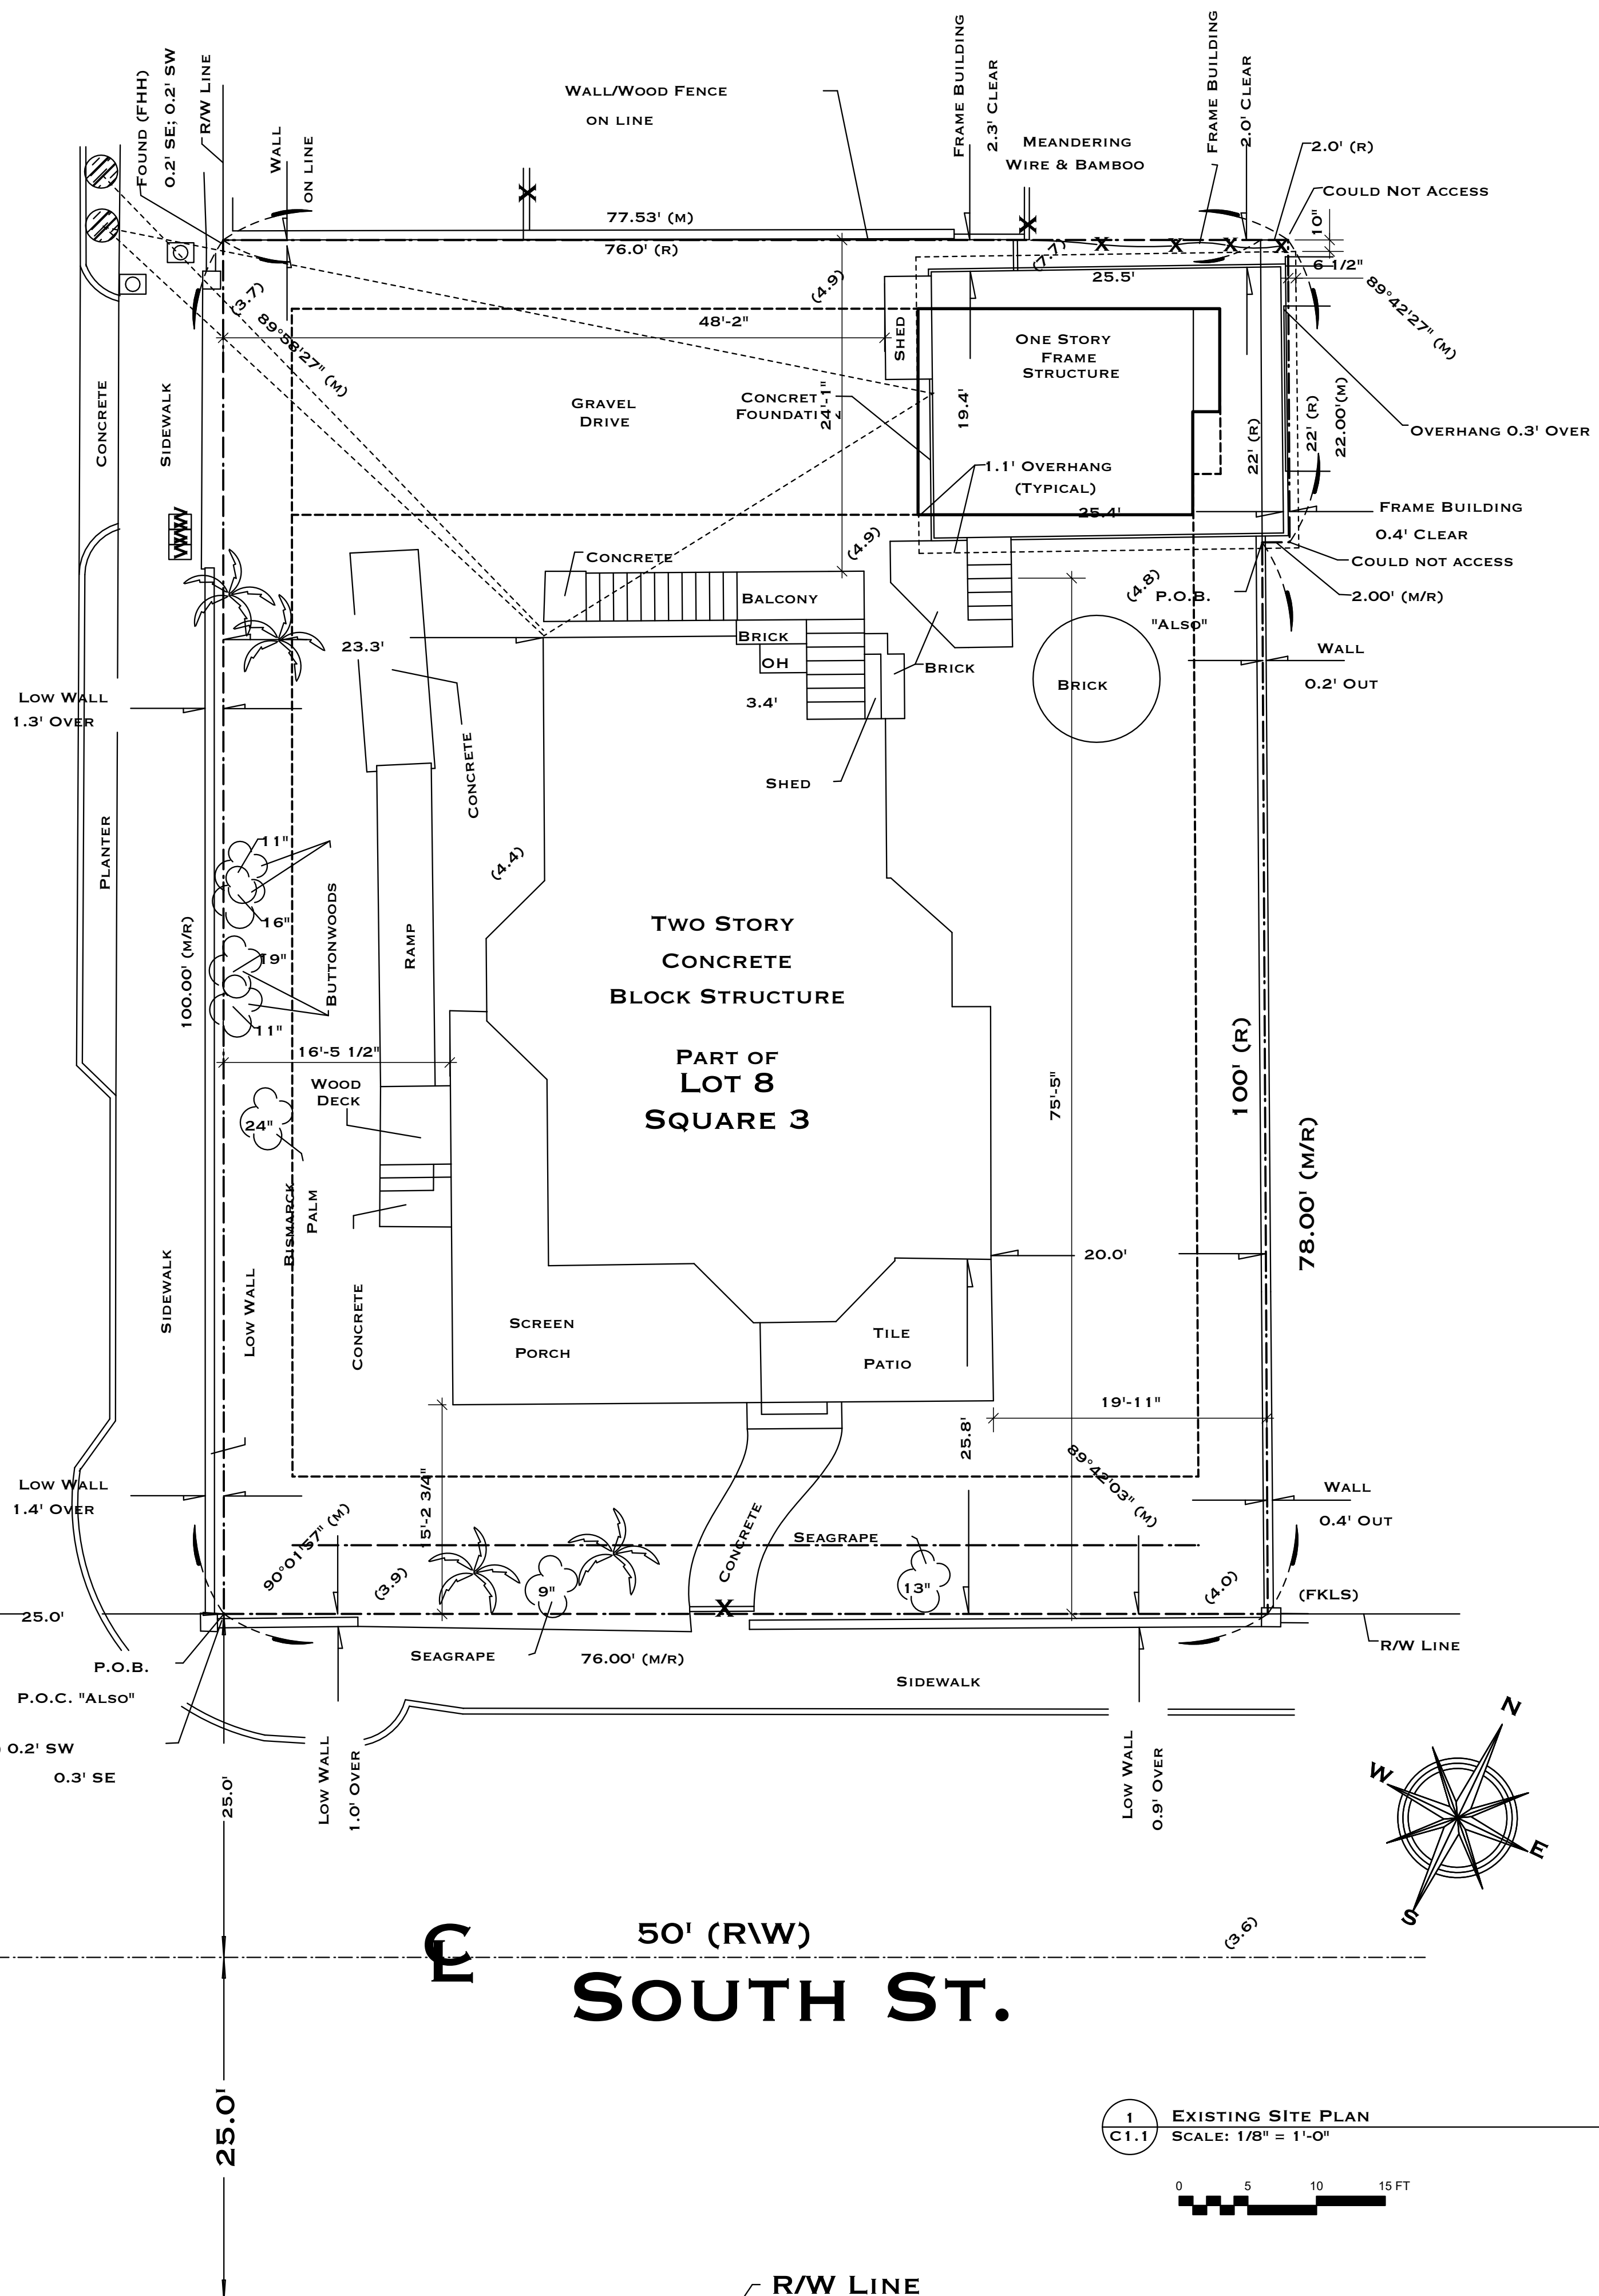 Found (FHH)
0.2' SE; 0.2' SW
R/W Line
Wall
on line
Wall/Wood Fence
on line
Frame Building
2.3' Clear
Meandering
Wire & Bamboo
Frame Building
2.0' Clear
2.0' (R)
Could Not Access
10"
6 1/2"
89°42'27" (M)
77.53' (M)
76.0' (R)
X
X
X
X
X
X
(7.7)
(3.7)
89°58'27" (M)
(4.9)
25.5'
48'-2"
Shed
One Story
Frame
Structure
Concrete
Sidewalk
Gravel
Drive
24'-1"
19.4'
22' (R)
22' (R)
22.00'(M)
Overhang 0.3' Over
1.1' Overhang
(Typical)
25.4'
Frame Building
0.4' Clear
Could not access
2.00' (M/R)
WW
(4.9)
Concrete
Balcony
(4.8)
P.O.B.
"Also"
23.3'
Brick
OH
3.4'
Brick
Brick
Wall
0.2' Out
Low Wall
1.3' Over
Concrete
Shed
Planter
11"
16"
19"
11"
Buttonwoods
(4.4)
100.00' (M/R)
Ramp
Two Story
Concrete
Block Structure
Part of
Lot 8
Square 3
16'-5 1/2"
Wood
Deck
24"
Bismarck
Palm
75'-5"
100' (R)
78.00' (M/R)
20.0'
Sidewalk
Low Wall
Concrete
Screen
Porch
Tile
Patio
19'-11"
25.8'
89°42'03" (M)
Low Wall
1.4' Over
15'-2 3/4"
90°01'57" (M)
(3.9)
9"
Concrete
Seagrape
13"
(4.0)
(FKLS)
Wall
0.4' Out
X
25.0'
R/W Line
P.O.B.
P.O.C. "Also"
0.2' SW
0.3' SE
Seagrape
76.00' (M/R)
Sidewalk
25.0'
Low Wall
1.0' Over
Low Wall
0.9' Over
N
W
E
S
CL
50' (R\W)
(3.6)
South St.
25.0'
1
C1.1
Existing SIte Plan
Scale: 1/8" = 1'-0"
0 5 10 15 FT
R/W Line